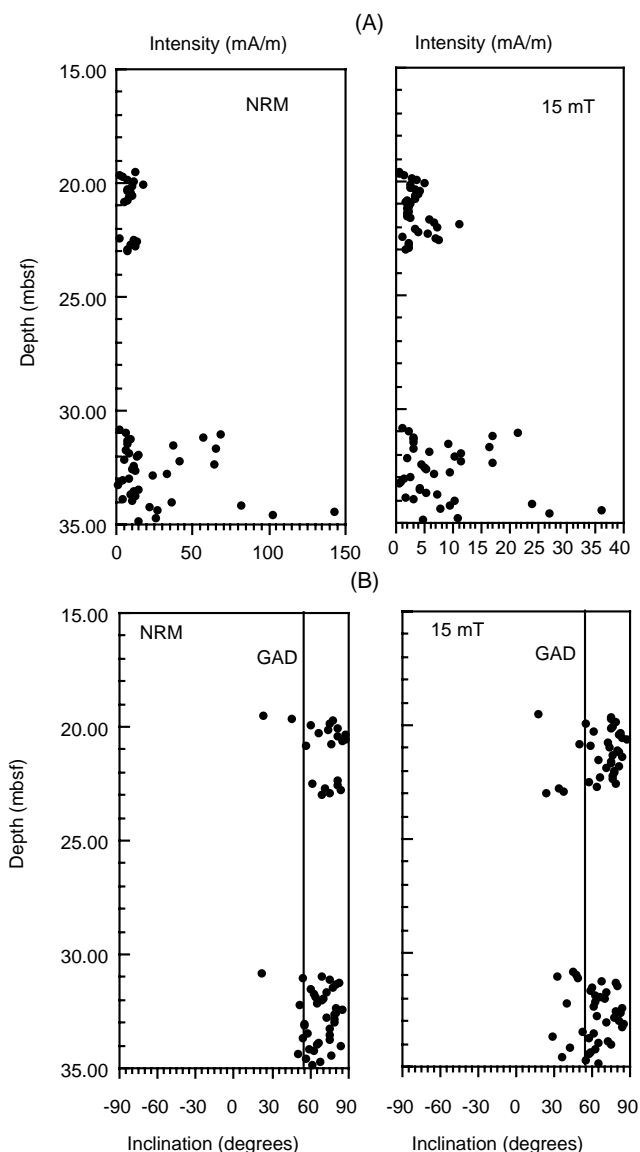 (A)
Intensity (mA/m) Intensity (mA/m)
15.00
NRM 15 mT
20.00
25.00
30.00
35.00
Depth (mbsf)
0 50 100 150 0 5 10 15 20 25 30 35 40
(B)
15.00
NRM 15 mT
GAD GAD
20.00
25.00
30.00
35.00
Depth (mbsf)
-90 -60 -30 0 30 60 90 -90 -60 -30 0 30 60 90
Inclination (degrees) Inclination (degrees)